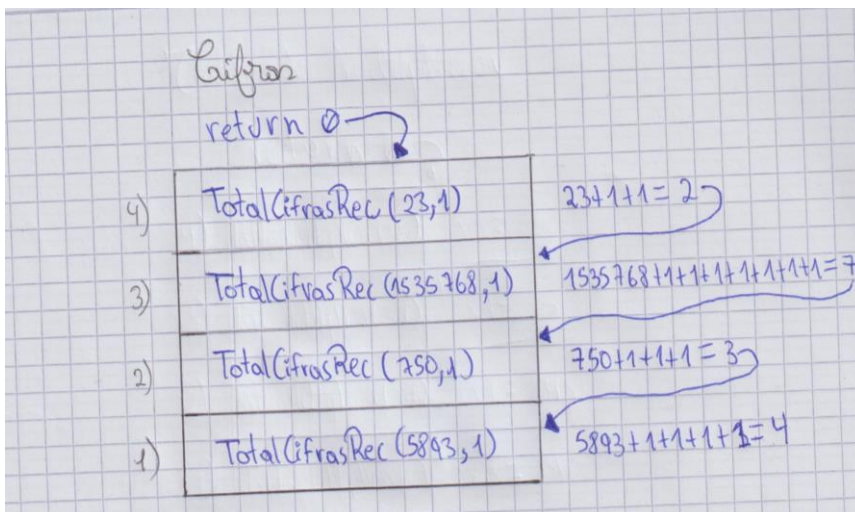 Cifras
return 0
4) TotalCifrasRec (23,1) 23+1+1= 2
3) TotalCifrasRec (1535768,1) 1535768+1+1+1+1+1+1+1=7
2) TotalCifrasRec (750,1) 750+1+1+1=3
1) TotalCifrasRec (5893,1) 5893+1+1+1+1=4